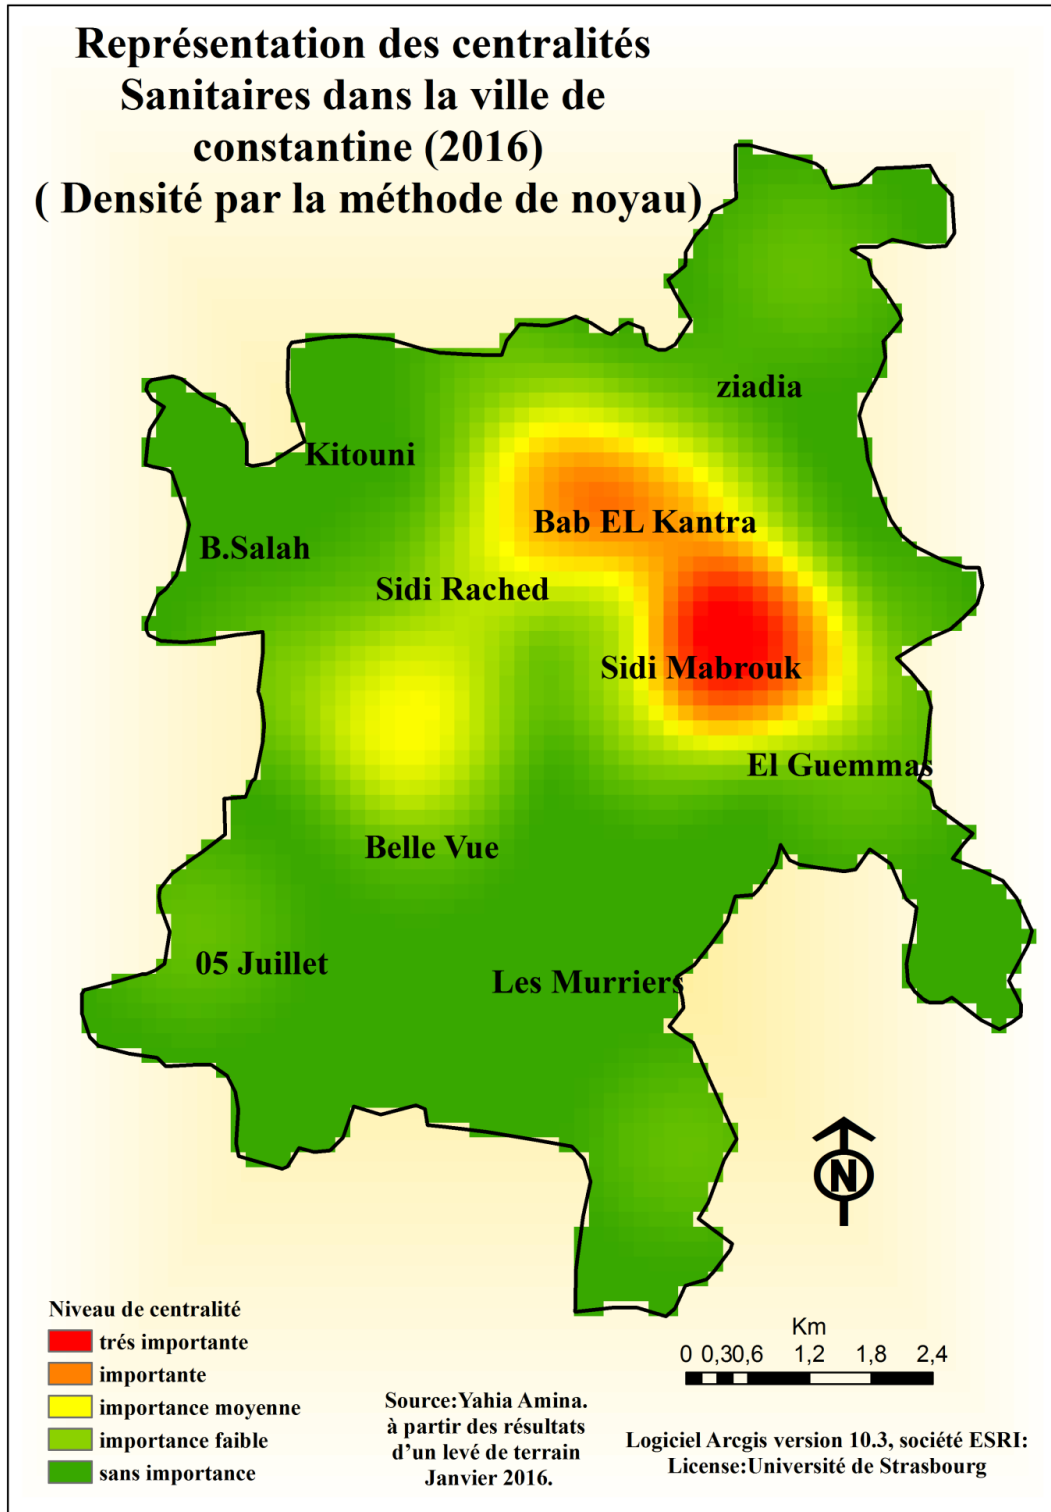 Représentation des centralités
Sanitaires dans la ville de
constantine (2016)
( Densité par la méthode de noyau)
ziadia
Kitouni
Bab EL Kantra
B.Salah
Sidi Rached
Sidi Mabrouk
El Guemmas
Belle Vue
05 Juillet
Les Murriers
N
Niveau de centralité
trés importante
importante
importance moyenne
importance faible
sans importance
Km
0 0,30,6 1,2 1,8 2,4
Source:Yahia Amina.
à partir des résultats
d'un levé de terrain
Janvier 2016.
Logiciel Arcgis version 10.3, société ESRI:
License:Université de Strasbourg